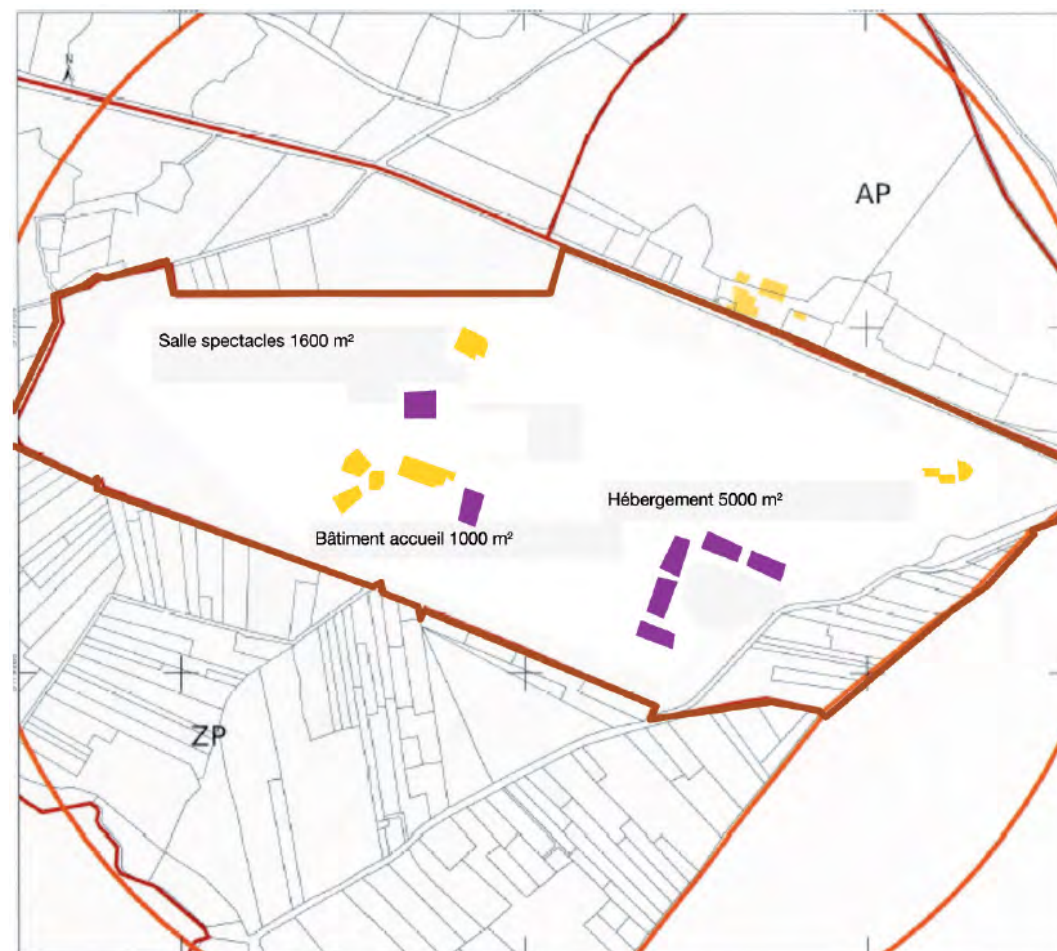 N
AP
Salle spectacles 1600 m²
Hébergement 5000 m²
Bâtiment accueil 1000 m²
ZP